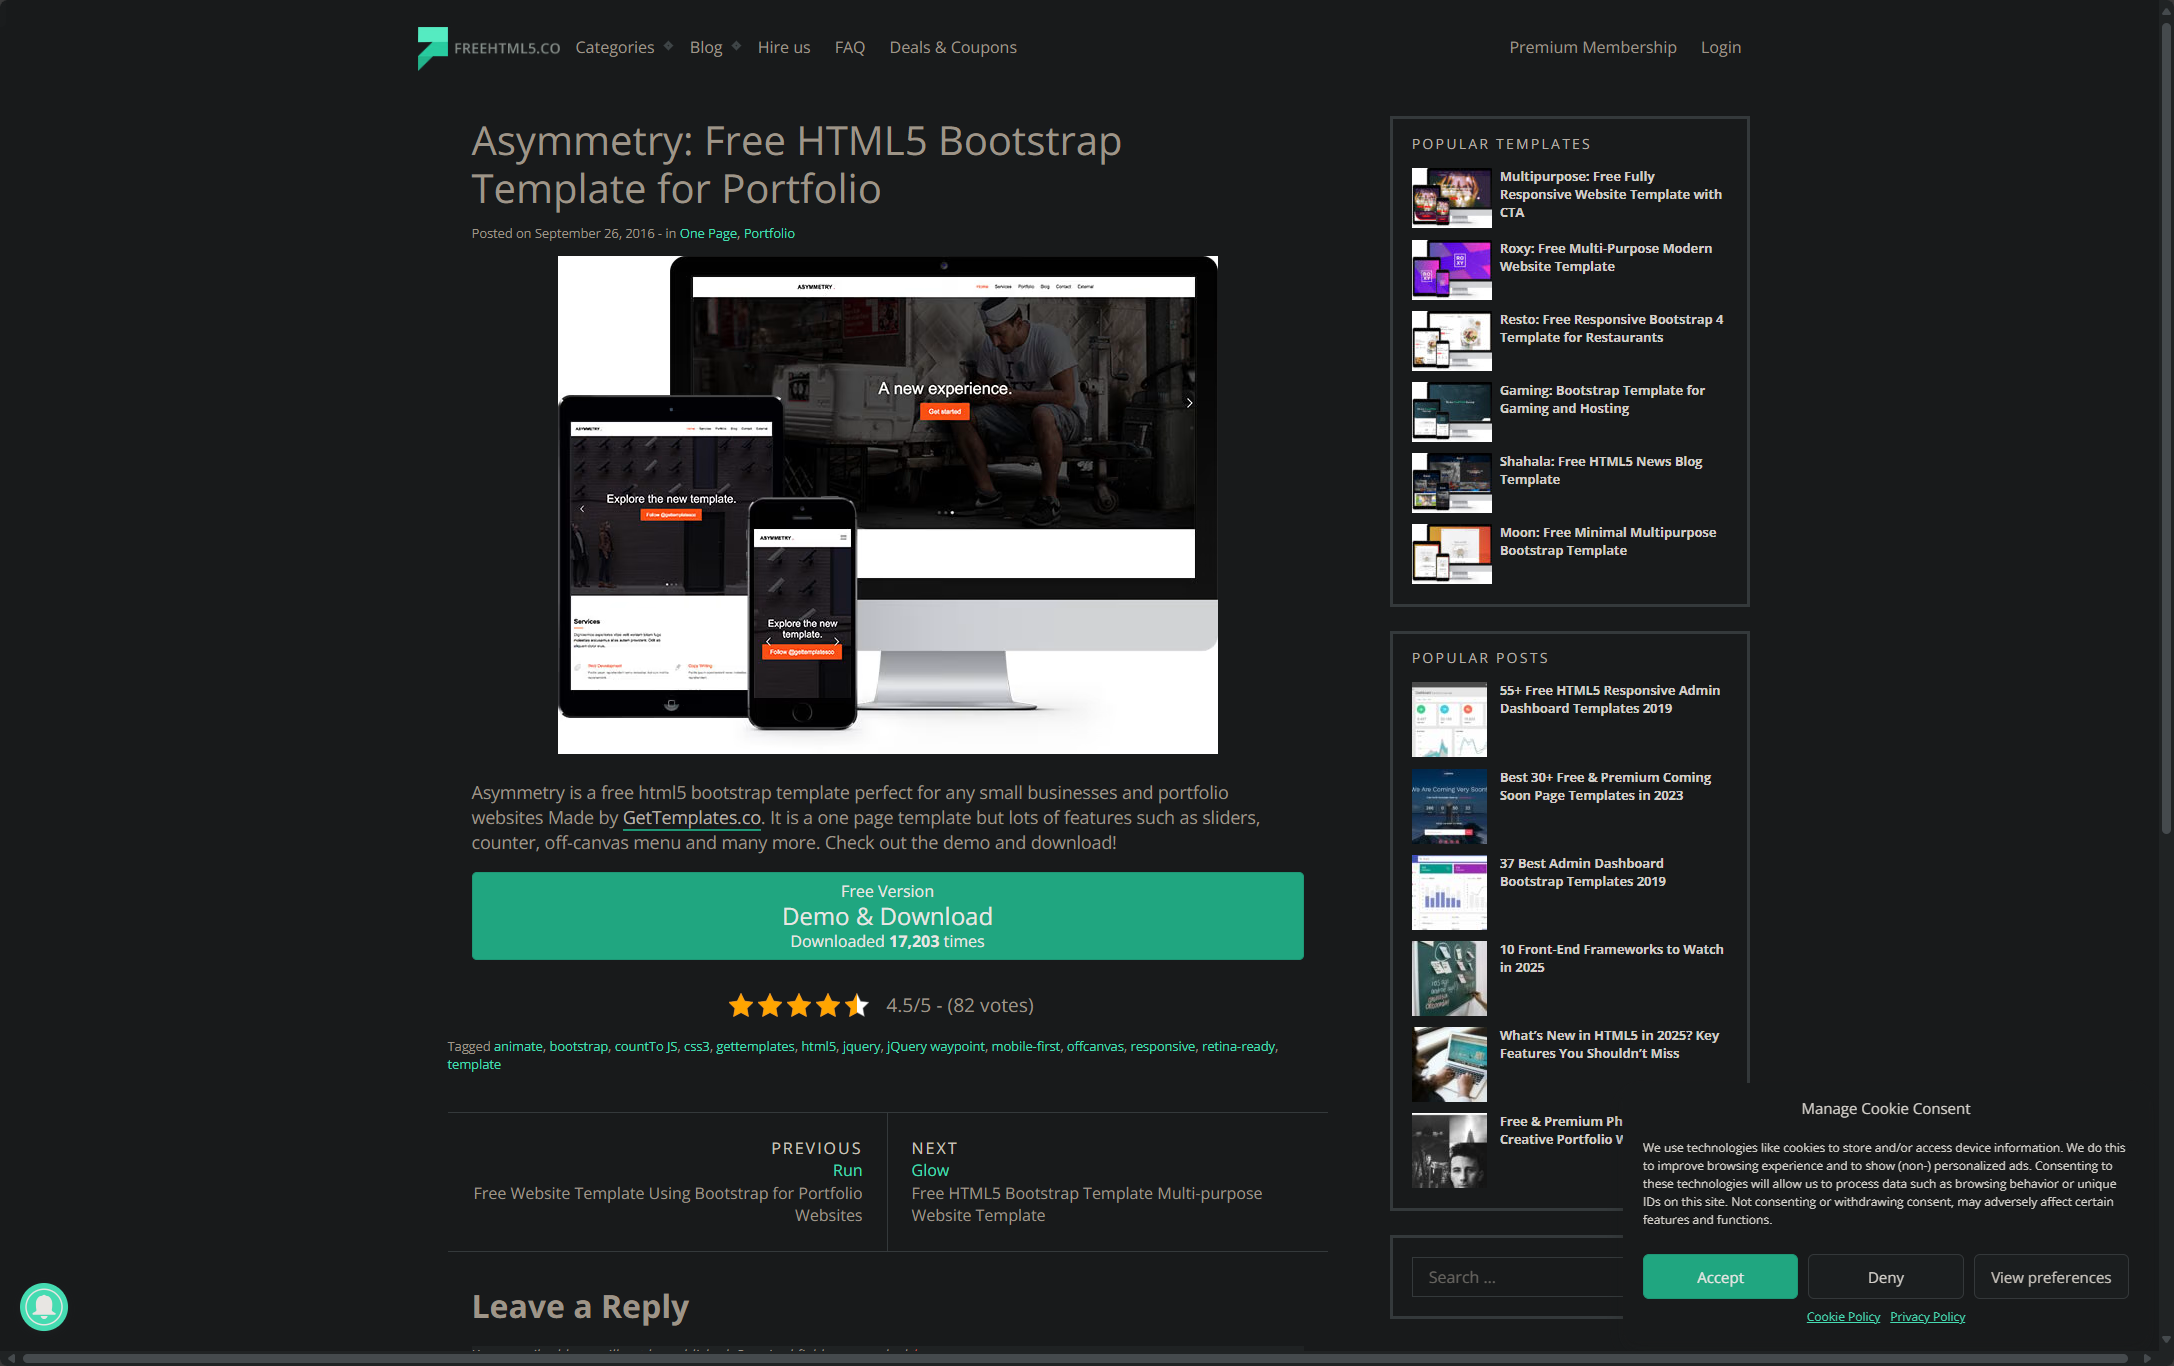 FREEHTML5.CO
Categories
Blog
Hire us
FAQ
Deals & Coupons
Premium Membership
Login
Asymmetry: Free HTML5 Bootstrap
Template for Portfolio
Posted on September 26, 2016 - in One Page, Portfolio
ASYMMETRY
Home Services Portfolio Blog Contact External
A new experience.
Get started
ASYMMETRY
Home Services Portfolio Blog Contact External
Explore the new template.
Follow @gettemplatesco
Services
Web Development
Copy Writing
ASYMMETRY
Explore the new
template.
Follow @gettemplatesco
Asymmetry is a free html5 bootstrap template perfect for any small businesses and portfolio
websites Made by GetTemplates.co. It is a one page template but lots of features such as sliders,
counter, off-canvas menu and many more. Check out the demo and download!
Free Version
Demo & Download
Downloaded 17,203 times
4.5/5 - (82 votes)
Tagged animate, bootstrap, countTo JS, css3, gettemplates, html5, jquery, jQuery waypoint, mobile-first, offcanvas, responsive, retina-ready,
template
PREVIOUS
Run
Free Website Template Using Bootstrap for Portfolio
Websites
NEXT
Glow
Free HTML5 Bootstrap Template Multi-purpose
Website Template
Leave a Reply
POPULAR TEMPLATES
Multipurpose: Free Fully
Responsive Website Template with
CTA
Roxy: Free Multi-Purpose Modern
Website Template
Resto: Free Responsive Bootstrap 4
Template for Restaurants
Gaming: Bootstrap Template for
Gaming and Hosting
Shahala: Free HTML5 News Blog
Template
Moon: Free Minimal Multipurpose
Bootstrap Template
POPULAR POSTS
55+ Free HTML5 Responsive Admin
Dashboard Templates 2019
Best 30+ Free & Premium Coming
Soon Page Templates in 2023
37 Best Admin Dashboard
Bootstrap Templates 2019
10 Front-End Frameworks to Watch
in 2025
What's New in HTML5 in 2025? Key
Features You Shouldn't Miss
Free & Premium Ph
Creative Portfolio W
Search ...
Manage Cookie Consent
We use technologies like cookies to store and/or access device information. We do this
to improve browsing experience and to show (non-) personalized ads. Consenting to
these technologies will allow us to process data such as browsing behavior or unique
IDs on this site. Not consenting or withdrawing consent, may adversely affect certain
features and functions.
Accept
Deny
View preferences
Cookie Policy
Privacy Policy